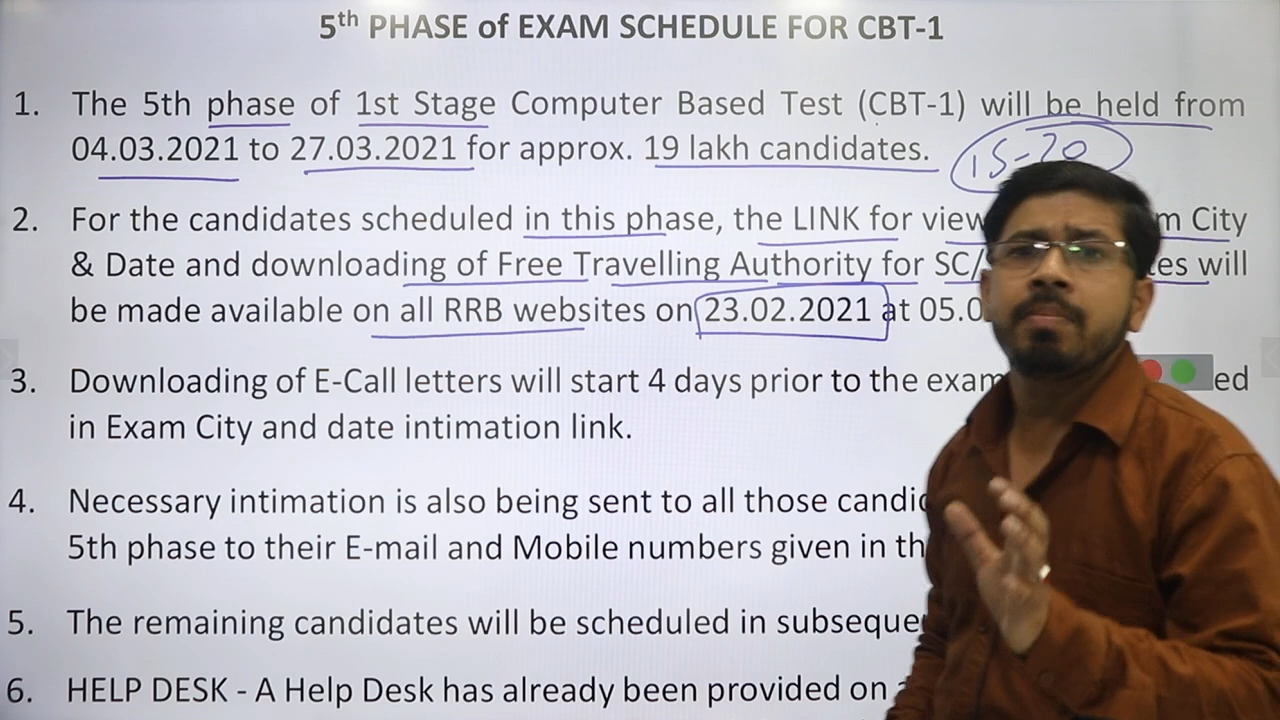 5th PHASE of EXAM SCHEDULE FOR CBT-1
1. The 5th phase of 1st Stage Computer Based Test (CBT-1) will be held from
04.03.2021 to 27.03.2021 for approx. 19 lakh candidates. 15-20
2. For the candidates scheduled in this phase, the LINK for view m City
& Date and downloading of Free Travelling Authority for SC/ tes will
be made available on all RRB websites on 23.02.2021 at 05.0
3. Downloading of E-Call letters will start 4 days prior to the exam ed
in Exam City and date intimation link.
4. Necessary intimation is also being sent to all those candid
5th phase to their E-mail and Mobile numbers given in th
5. The remaining candidates will be scheduled in subseque
6. HELP DESK - A Help Desk has already been provided on